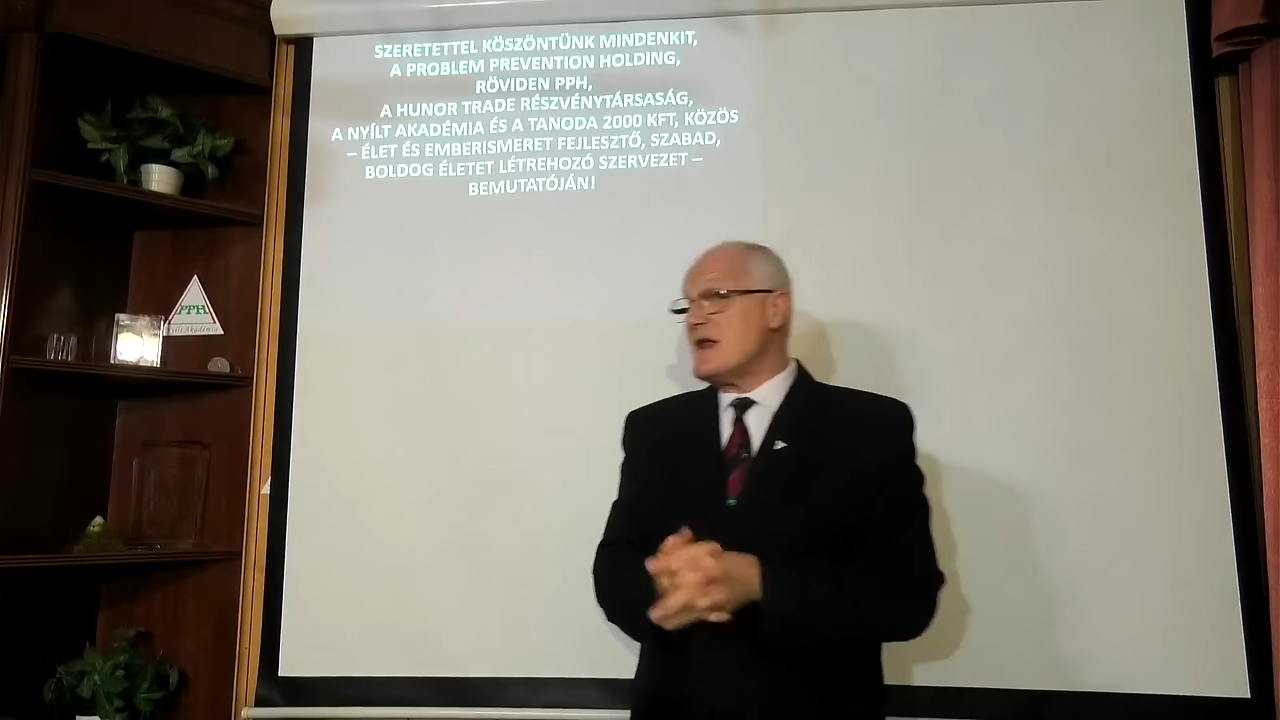 SZERETETTEL KÖSZÖNTÜNK MINDENKIT,
A PROBLEM PREVENTION HOLDING,
RÖVIDEN PPH,
A HUNOR TRADE RÉSZVÉNYTÁRSASÁG,
A NYÍLT AKADÉMIA ÉS A TANODA 2000 KFT, KÖZÖS
– ÉLET ÉS EMBERISMERET FEJLESZTŐ, SZABAD,
BOLDOG ÉLETET LÉTREHOZÓ SZERVEZET –
BEMUTATÓJÁN!
PPH